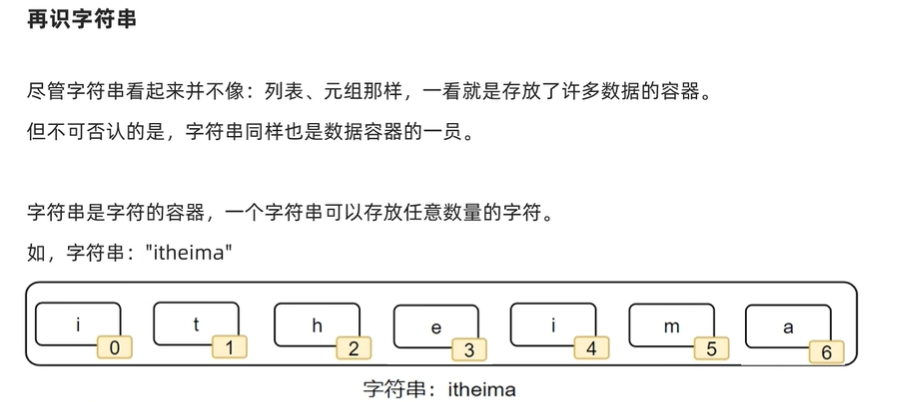 再识字符串
尽管字符串看起来并不像：列表、元组那样，一看就是存放了许多数据的容器。
但不可否认的是，字符串同样也是数据容器的一员。
字符串是字符的容器，一个字符串可以存放任意数量的字符。
如，字符串："itheima"
i t h e i m a
0 1 2 3 4 5 6
字符串：itheima